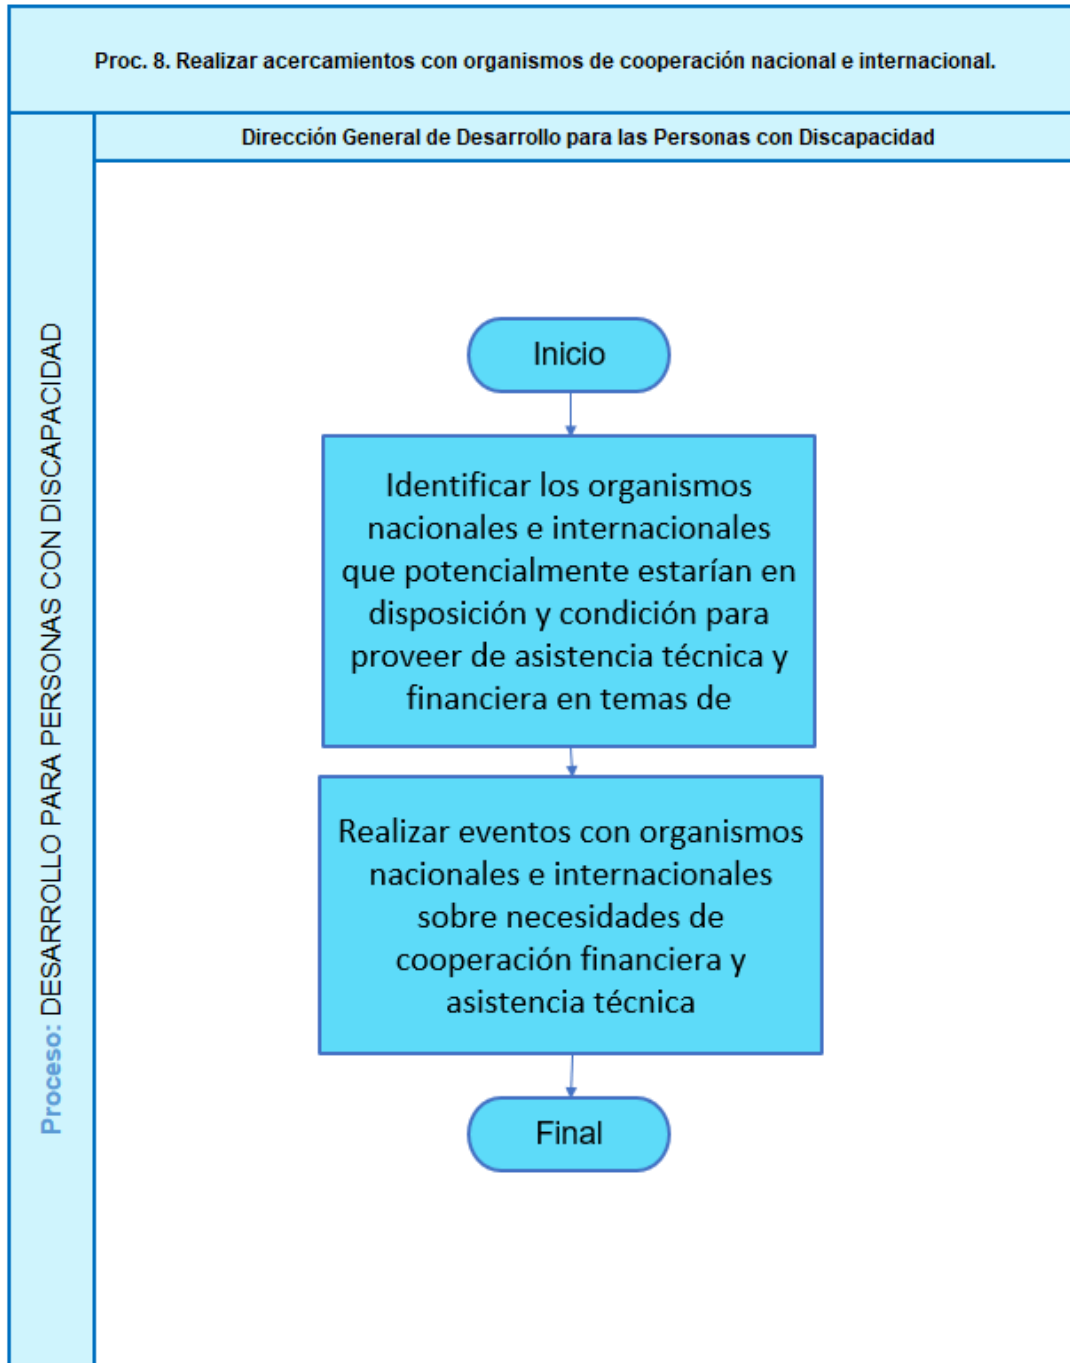 Proc. 8. Realizar acercamientos con organismos de cooperación nacional e internacional.
Dirección General de Desarrollo para las Personas con Discapacidad
Proceso: DESARROLLO PARA PERSONAS CON DISCAPACIDAD
Inicio
Identificar los organismos
nacionales e internacionales
que potencialmente estarían en
disposición y condición para
proveer de asistencia técnica y
financiera en temas de
Realizar eventos con organismos
nacionales e internacionales
sobre necesidades de
cooperación financiera y
asistencia técnica
Final